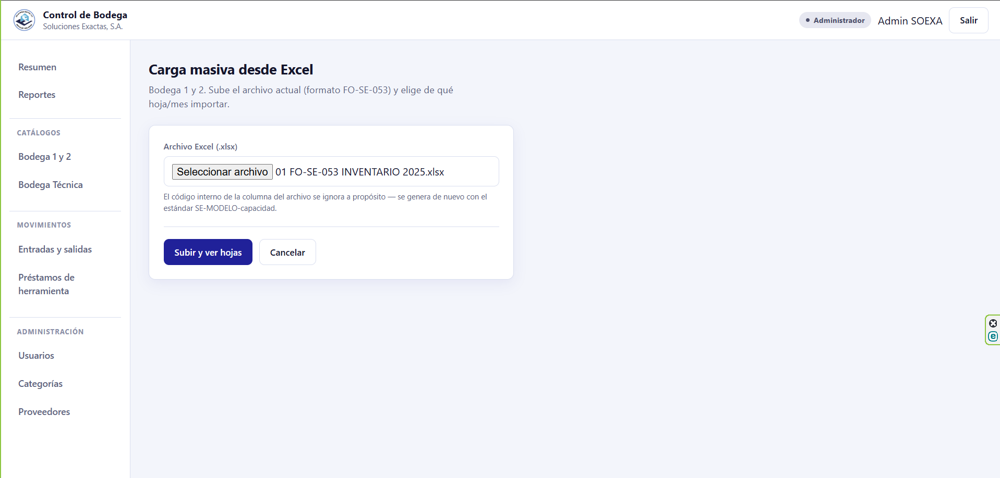 Control de Bodega
Soluciones Exactas, S.A.
Administrador
Admin SOEXA
Salir
Resumen
Reportes
CATÁLOGOS
Bodega 1 y 2
Bodega Técnica
MOVIMIENTOS
Entradas y salidas
Préstamos de
herramienta
ADMINISTRACIÓN
Usuarios
Categorías
Proveedores
Carga masiva desde Excel
Bodega 1 y 2. Sube el archivo actual (formato FO-SE-053) y elige de qué
hoja/mes importar.
Archivo Excel (.xlsx)
Seleccionar archivo 01 FO-SE-053 INVENTARIO 2025.xlsx
El código interno de la columna del archivo se ignora a propósito — se genera de nuevo con el
estándar SE-MODELO-capacidad.
Subir y ver hojas
Cancelar